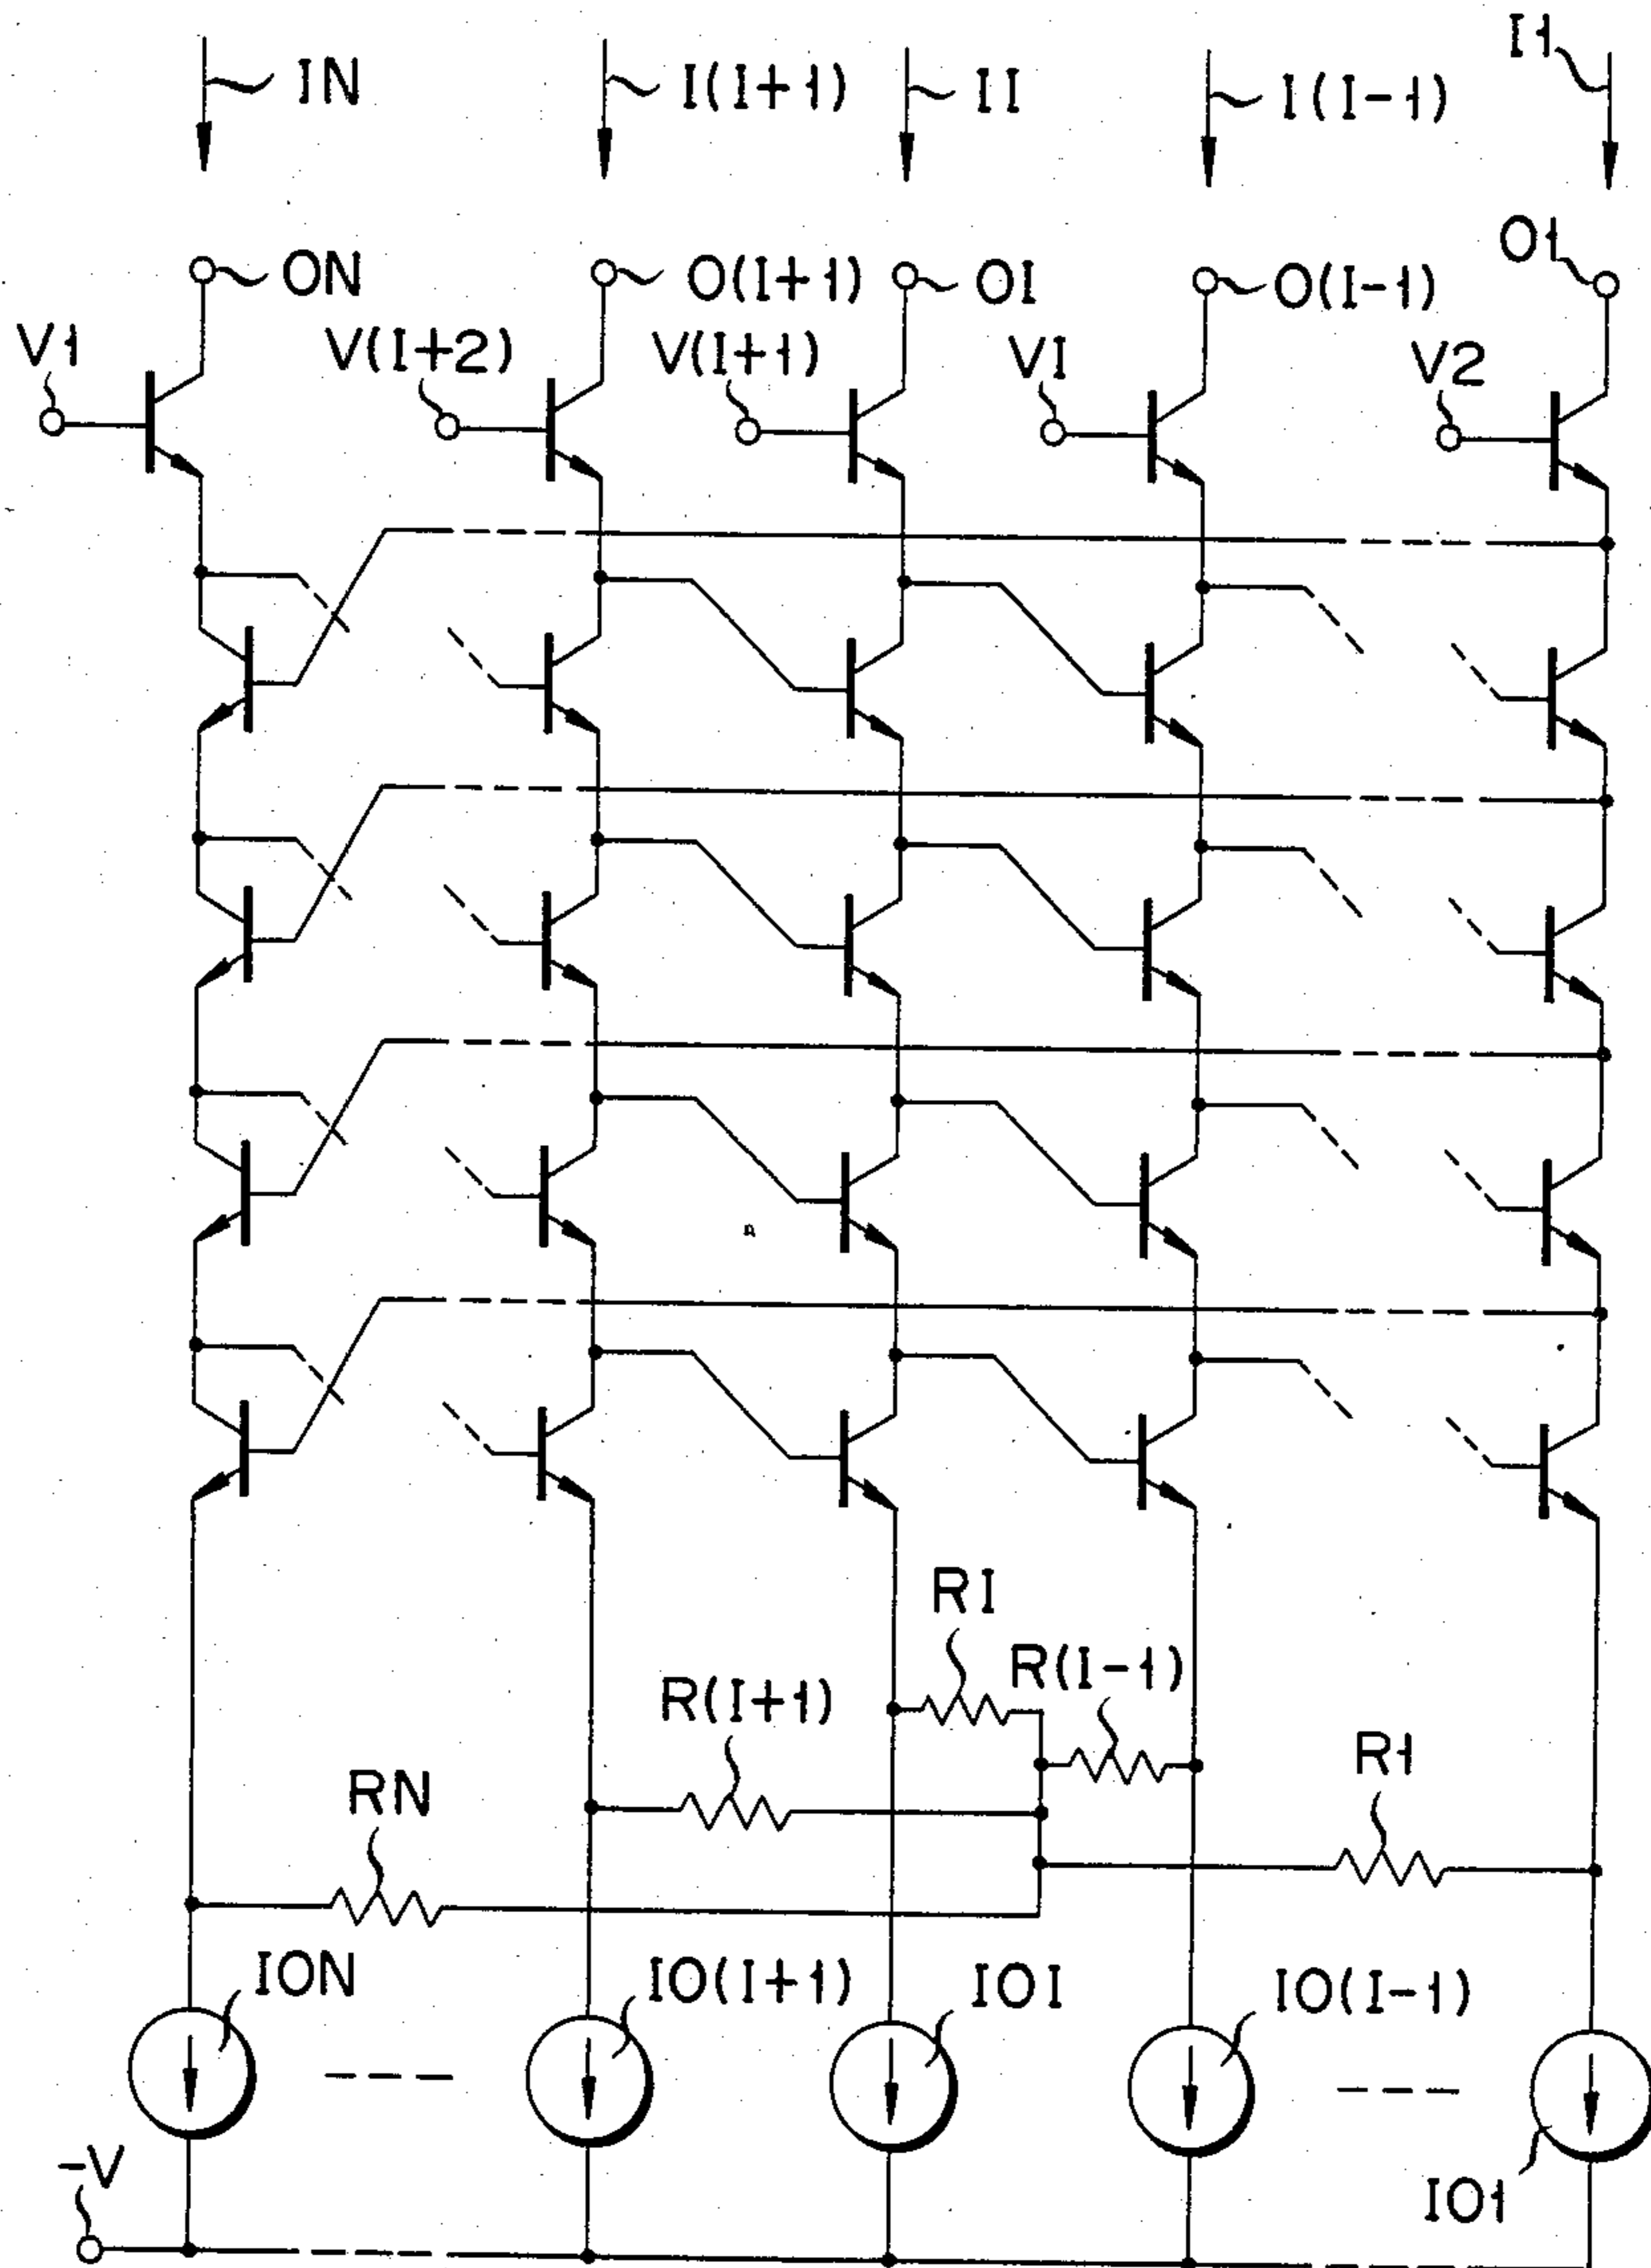 IN
I(I+1)
II
I(I-1)
I1
ON
O(I+1)
OI
O(I-1)
O1
V1
V(I+2)
V(I+1)
VI
V2
RI
R(I-1)
R(I+1)
R1
RN
ION
IO(I+1)
IOI
IO(I-1)
IO1
-V